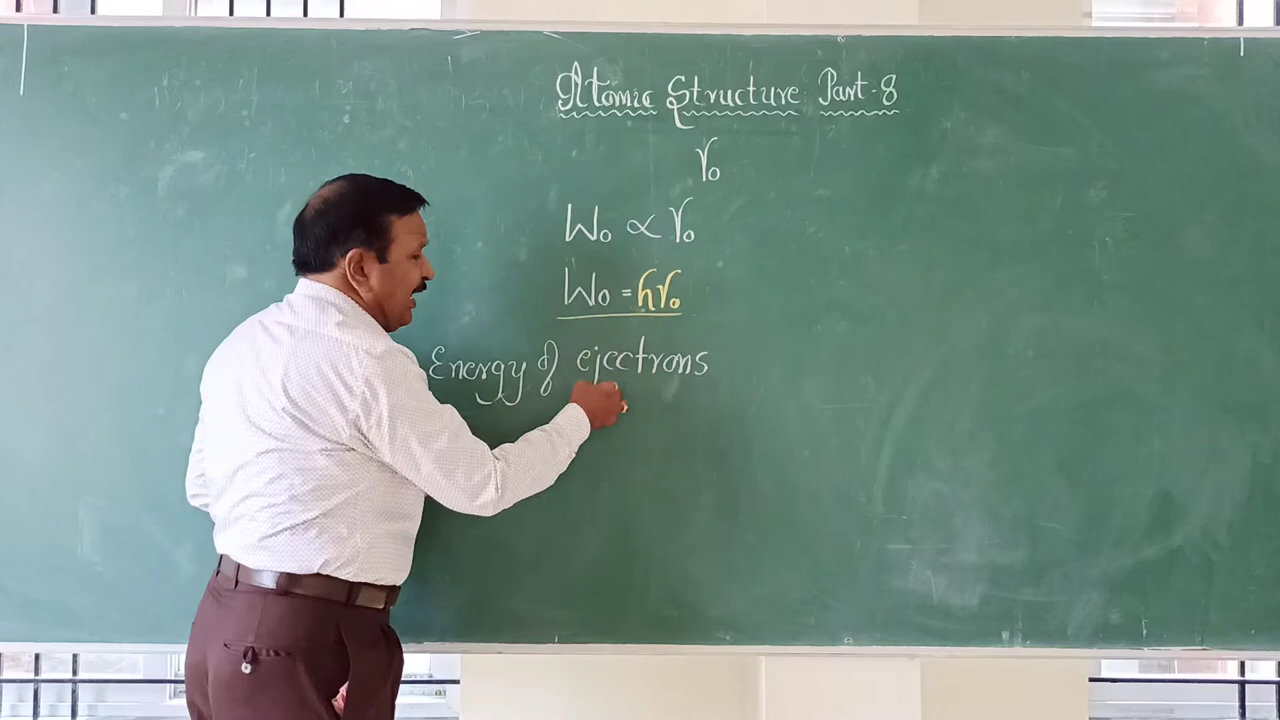 Atomic Structure Part-8
γ₀
W₀ ∝ γ₀
W₀ = hγ₀
Energy of ejectrons